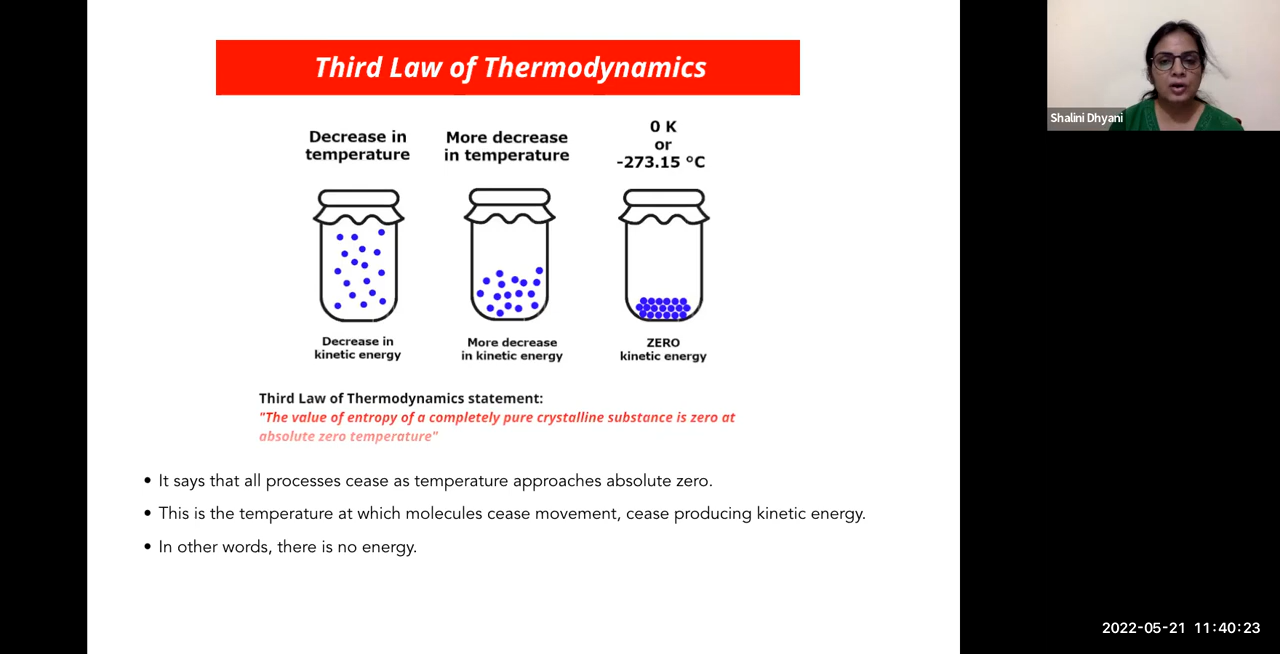 Third Law of Thermodynamics
Decrease in
temperature
More decrease
in temperature
0 K
or
-273.15 °C
Decrease in
kinetic energy
More decrease
in kinetic energy
ZERO
kinetic energy
Third Law of Thermodynamics statement:
"The value of entropy of a completely pure crystalline substance is zero at
absolute zero temperature"
• It says that all processes cease as temperature approaches absolute zero.
• This is the temperature at which molecules cease movement, cease producing kinetic energy.
• In other words, there is no energy.
Shalini Dhyani
2022-05-21 11:40:23